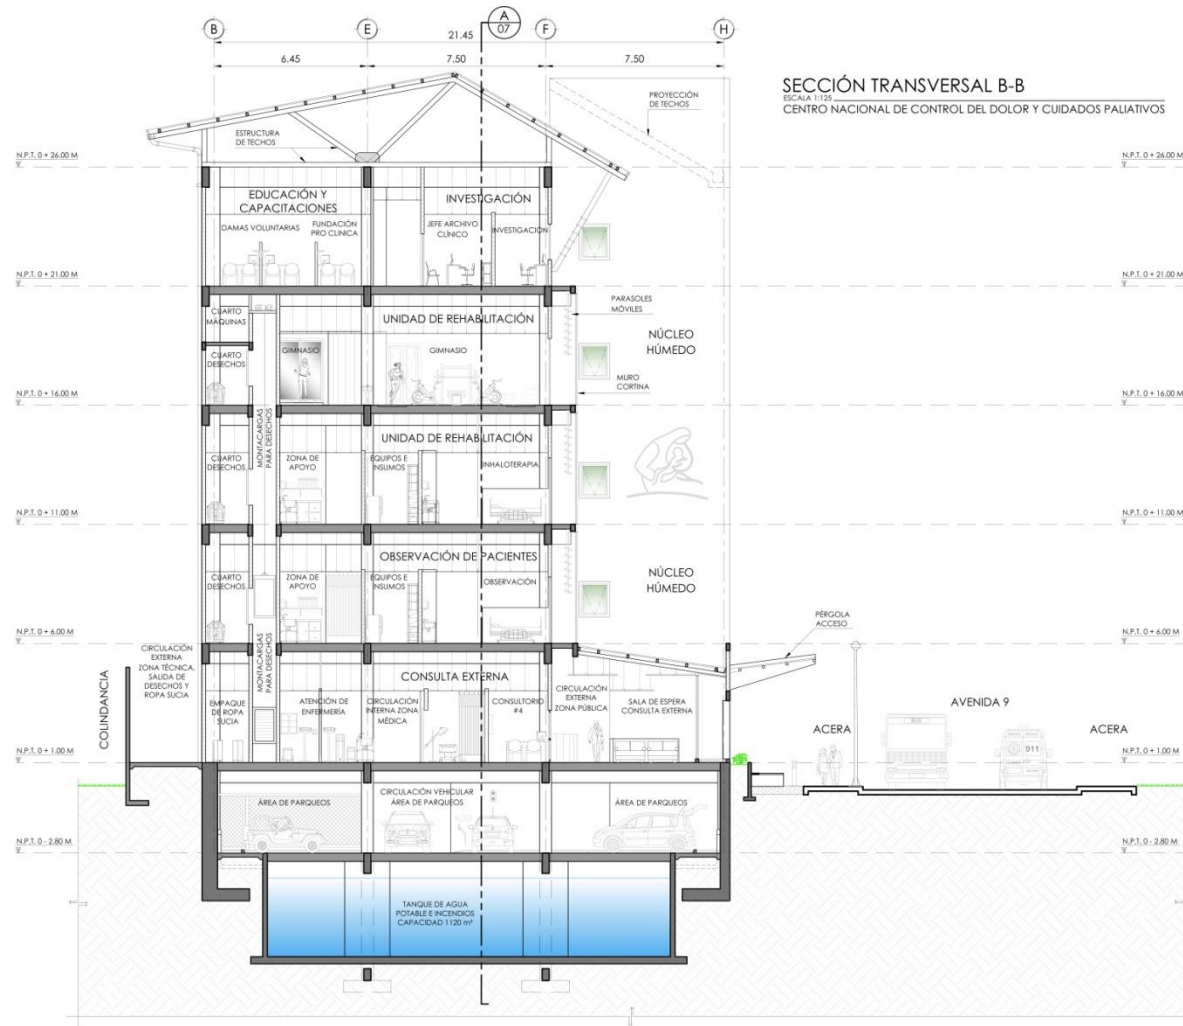 A
07
B
E
F
H
21.45
6.45
7.50
7.50
SECCIÓN TRANSVERSAL B-B
ESCALA 1:125
CENTRO NACIONAL DE CONTROL DEL DOLOR Y CUIDADOS PALIATIVOS
PROYECCIÓN
DE TECHOS
ESTRUCTURA
DE TECHOS
N.P.T. 0 + 26.00 M
N.P.T. 0 + 26.00 M
EDUCACIÓN Y
CAPACITACIONES
INVESTIGACIÓN
DAMAS VOLUNTARIAS
FUNDACIÓN
PRO CLINICA
JEFE ARCHIVO
CLÍNICO
INVESTIGACIÓN
N.P.T. 0 + 21.00 M
N.P.T. 0 + 21.00 M
CUARTO
MÁQUINAS
UNIDAD DE REHABILITACIÓN
PARASOLES
MÓVILES
NÚCLEO
HÚMEDO
CUARTO
DESECHOS
GIMNASIO
GIMNASIO
MURO
CORTINA
N.P.T. 0 + 16.00 M
N.P.T. 0 + 16.00 M
MONTACARGAS
PARA DESECHOS
UNIDAD DE REHABILITACIÓN
CUARTO
DESECHOS
ZONA DE
APOYO
EQUIPOS E
INSUMOS
INHALOTERAPIA
N.P.T. 0 + 11.00 M
N.P.T. 0 + 11.00 M
OBSERVACIÓN DE PACIENTES
CUARTO
DESECHOS
ZONA DE
APOYO
EQUIPOS E
INSUMOS
OBSERVACIÓN
NÚCLEO
HÚMEDO
N.P.T. 0 + 6.00 M
N.P.T. 0 + 6.00 M
PÉRGOLA
ACCESO
COLINDANCIA
CIRCULACIÓN
EXTERNA
ZONA TÉCNICA,
SALIDA DE
DESECHOS Y
ROPA SUCIA
MONTACARGAS
PARA DESECHOS
CONSULTA EXTERNA
EMPAQUE
DE ROPA
SUCIA
ATENCIÓN DE
ENFERMERÍA
CIRCULACIÓN
INTERNA ZONA
MÉDICA
CONSULTORIO
#4
CIRCULACIÓN
EXTERNA
ZONA PÚBLICA
SALA DE ESPERA
CONSULTA EXTERNA
ACERA
AVENIDA 9
ACERA
911
N.P.T. 0 + 1.00 M
N.P.T. 0 + 1.00 M
ÁREA DE PARQUEOS
CIRCULACIÓN VEHICULAR
ÁREA DE PARQUEOS
ÁREA DE PARQUEOS
N.P.T. 0 - 2.80 M
N.P.T. 0 - 2.80 M
TANQUE DE AGUA
POTABLE E INCENDIOS
CAPACIDAD 1120 m³